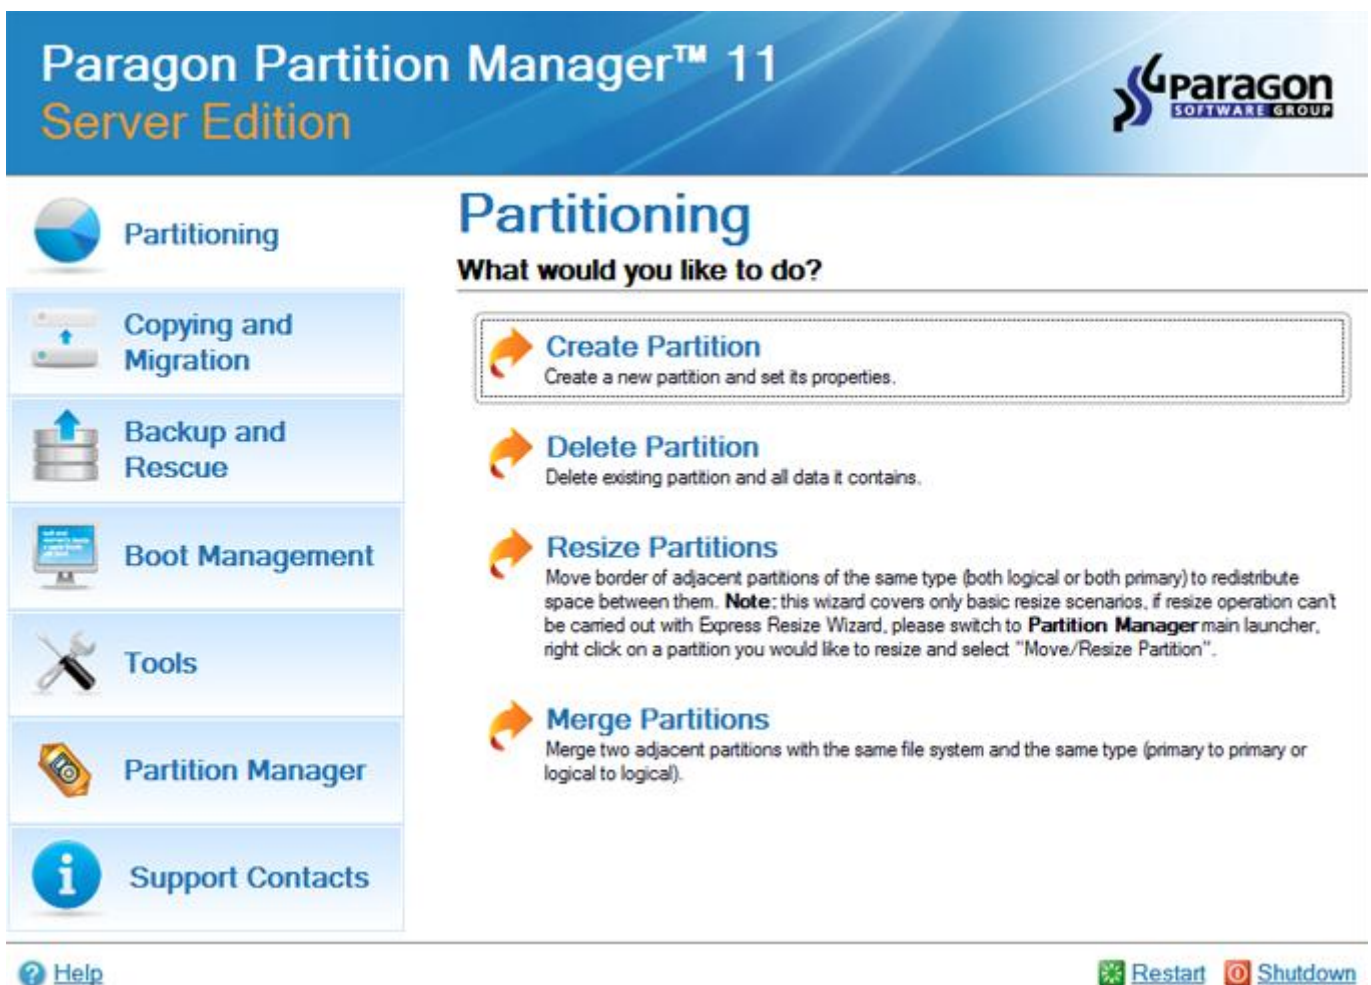 Paragon Partition Manager™ 11
Server Edition
Paragon
SOFTWARE GROUP
Partitioning
Copying and
Migration
Backup and
Rescue
Boot Management
Tools
Partition Manager
Support Contacts
Partitioning
What would you like to do?
Create Partition
Create a new partition and set its properties.
Delete Partition
Delete existing partition and all data it contains.
Resize Partitions
Move border of adjacent partitions of the same type (both logical or both primary) to redistribute
space between them. Note: this wizard covers only basic resize scenarios, if resize operation can't
be carried out with Express Resize Wizard, please switch to Partition Manager main launcher,
right click on a partition you would like to resize and select "Move/Resize Partition".
Merge Partitions
Merge two adjacent partitions with the same file system and the same type (primary to primary or
logical to logical).
Help
Restart
Shutdown